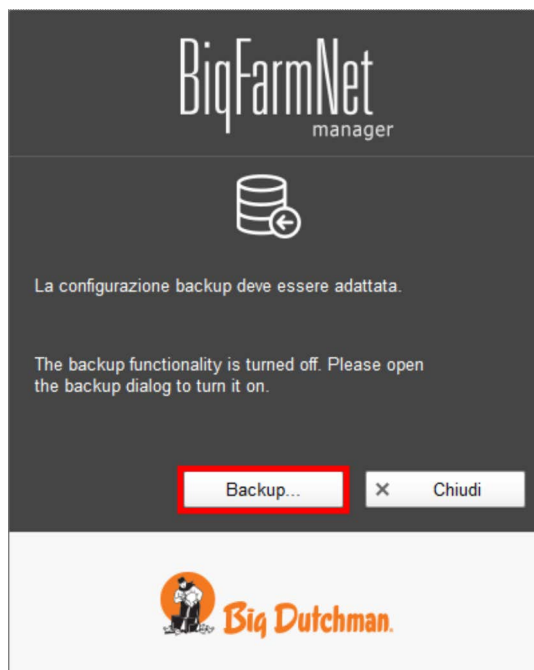 BigFarmNet
manager
La configurazione backup deve essere adattata.
The backup functionality is turned off. Please open
the backup dialog to turn it on.
Backup...
Chiudi
Big Dutchman.